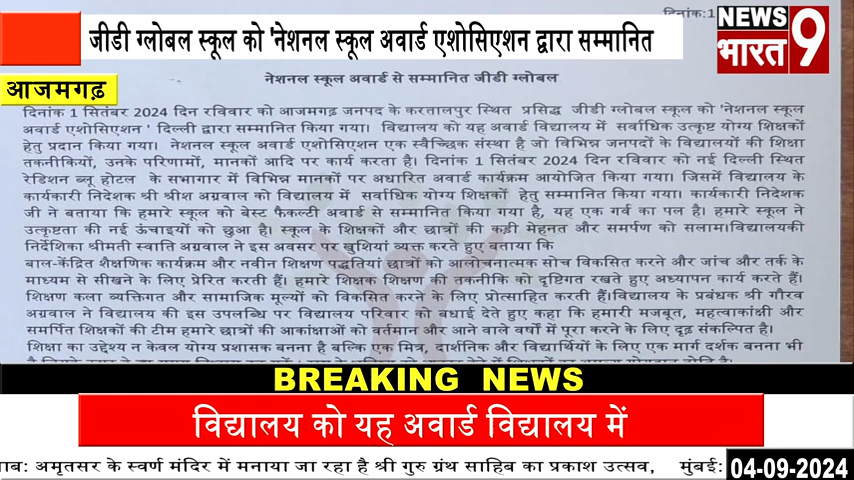 दिनांक:1
जीडी ग्लोबल स्कूल को 'नेशनल स्कूल अवार्ड एशोसिएशन द्वारा सम्मानित
NEWS
भारत 9
आजमगढ़
नेशनल स्कूल अवार्ड से सम्मानित जीडी ग्लोबल
दिनांक 1 सितंबर 2024 दिन रविवार को आजमगढ़ जनपद के करतालपुर स्थित प्रसिद्ध जीडी ग्लोबल स्कूल को 'नेशनल स्कूल
अवार्ड एशोसिएशन ' दिल्ली द्वारा सम्मानित किया गया। विद्यालय को यह अवार्ड विद्यालय में सर्वाधिक उत्कृष्ट योग्य शिक्षकों
हेतु प्रदान किया गया। नेशनल स्कूल अवार्ड एशोसिएशन एक स्वैच्छिक संस्था है जो विभिन्न जनपदों के विद्यालयों की शिक्षा
तकनीकियों, उनके परिणामों, मानकों आदि पर कार्य करता है। दिनांक 1 सितंबर 2024 दिन रविवार को नई दिल्ली स्थित
रेडिशन ब्लू होटल के सभागार में विभिन्न मानकों पर आधारित अवार्ड कार्यक्रम आयोजित किया गया। जिसमें विद्यालय के
कार्यकारी निदेशक श्री श्रीश अग्रवाल को विद्यालय में सर्वाधिक योग्य शिक्षकों हेतु सम्मानित किया गया। कार्यकारी निदेशक
जी ने बताया कि हमारे स्कूल को बेस्ट फैकल्टी अवार्ड से सम्मानित किया गया है, यह एक गर्व का पल है। हमारे स्कूल ने
उत्कृष्टता की नई ऊंचाइयों को छुआ है। स्कूल के शिक्षकों और छात्रों की कड़ी मेहनत और समर्पण को सलाम।विद्यालयकी
निर्देशिका श्रीमती स्वाति अग्रवाल ने इस अवसर पर खुशियां व्यक्त करते हुए बताया कि
बाल-केंद्रित शैक्षणिक कार्यक्रम और नवीन शिक्षण पद्धतियां छात्रों को आलोचनात्मक सोच विकसित करने और जांच और तर्क के
माध्यम से सीखने के लिए प्रेरित करती हैं। हमारे शिक्षक शिक्षण की तकनीकि को दृष्टिगत रखते हुए अध्यापन कार्य करते हैं।
शिक्षण कला व्यक्तिगत और सामाजिक मूल्यों को विकसित करने के लिए प्रोत्साहित करती हैं।विद्यालय के प्रबंधक श्री गौरव
अग्रवाल ने विद्यालय की इस उपलब्धि पर विद्यालय परिवार को बधाई देते हुए कहा कि हमारी मजबूत, महत्वाकांक्षी और
समर्पित शिक्षकों की टीम हमारे छात्रों की आकांक्षाओं को वर्तमान और आने वाले वर्षों में पूरा करने के लिए दृढ़ संकल्पित है।
शिक्षा का उद्देश्य न केवल योग्य प्रशासक बनना है बल्कि एक मित्र, दार्शनिक और विद्यार्थियों के लिए एक मार्ग दर्शक बनना भी
BREAKING NEWS
विद्यालय को यह अवार्ड विद्यालय में
ाब: अमृतसर के स्वर्ण मंदिर में मनाया जा रहा है श्री गुरु ग्रंथ साहिब का प्रकाश उत्सव, मुंबई:
04-09-2024